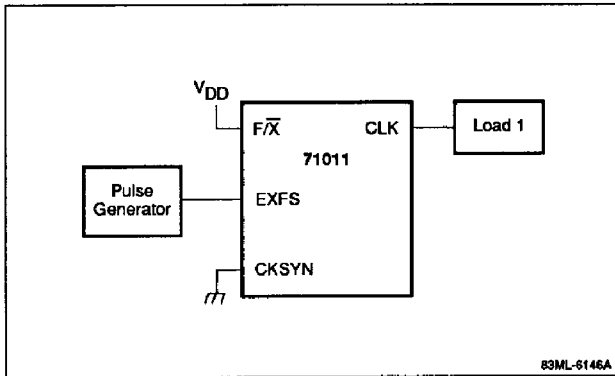 VDD
F/X̅
CLK
Load 1
71011
Pulse
Generator
EXFS
CKSYN
83ML-6146A